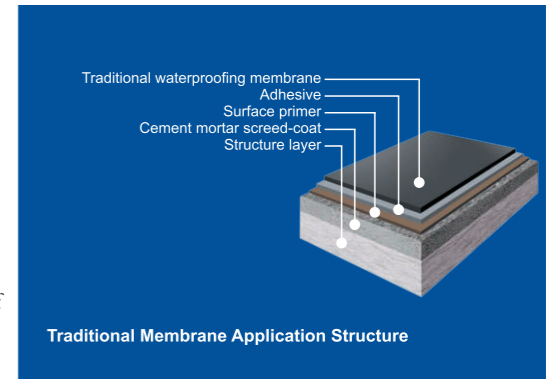 Traditional waterproofing membrane
Adhesive
Surface primer
Cement mortar screed-coat
Structure layer
Traditional Membrane Application Structure